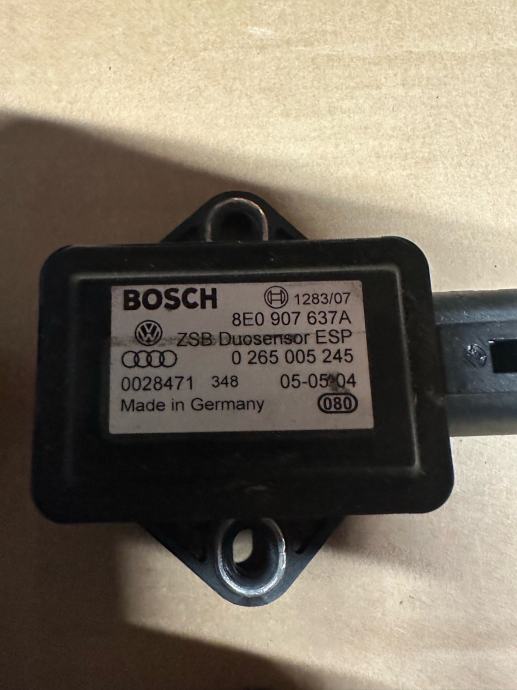 BOSCH 1283/07
8E0 907 637A
ZSB Duosensor ESP
0 265 005 245
0028471 348 05-05-04
Made in Germany 080